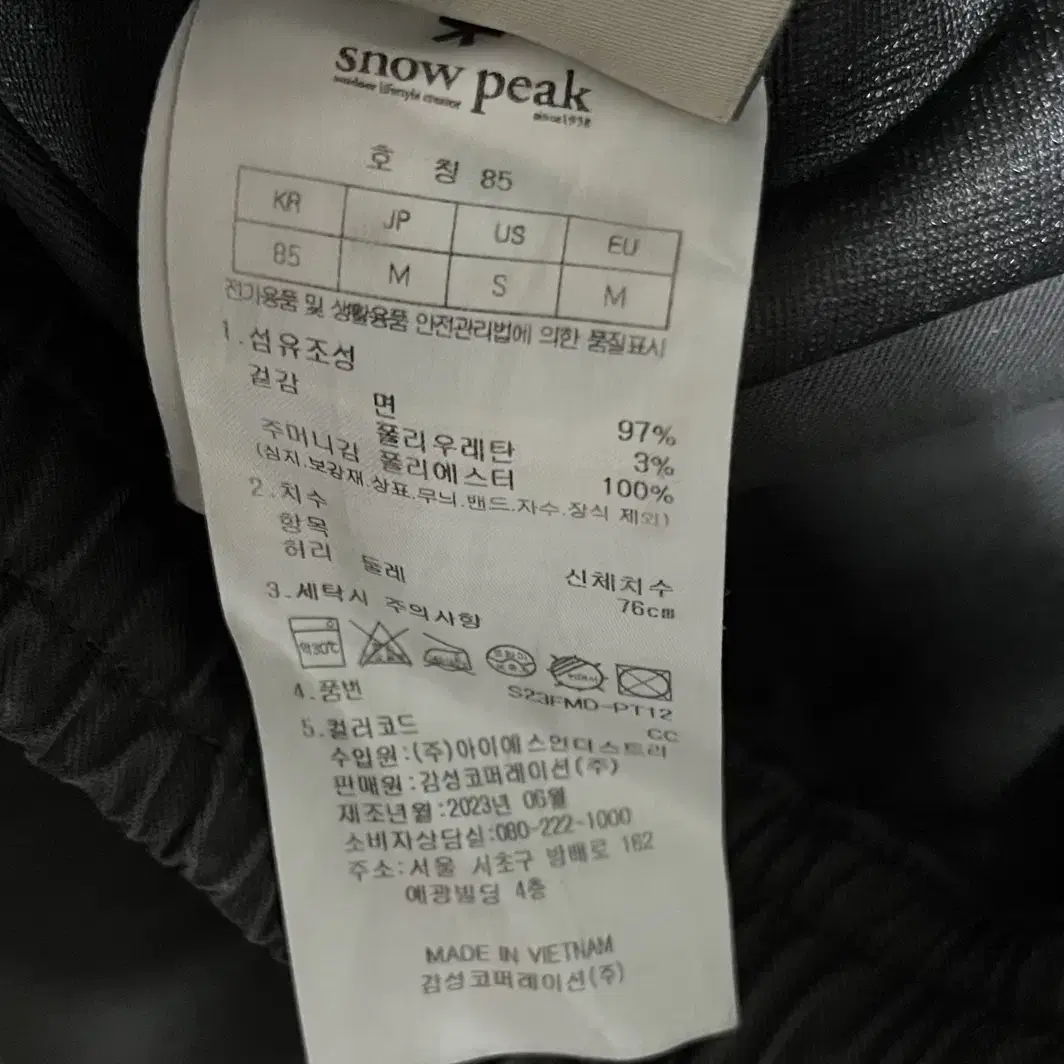 snow peak
outdoor lifestyle creator
since 1958
호 칭 85
KR JP US EU
85 M S M
전기용품 및 생활용품 안전관리법에 의한 품질표시
1.섬유조성
겉감 면 97%
폴리우레탄 3%
주머니감 폴리에스터 100%
(심지.보강재.상표.무늬.밴드.자수.장식 제외)
2.치수
항목 신체치수
허리 둘레 76cm
3.세탁시 주의사항
약30℃
4.품번 S23FMD-PT12
5.컬러코드 CC
수입원:(주)아이에스인더스트리
판매원:감성코퍼레이션(주)
제조년월:2023년 06월
소비자상담실:080-222-1000
주소:서울 서초구 방배로 162
예광빌딩 4층
MADE IN VIETNAM
감성코퍼레이션(주)